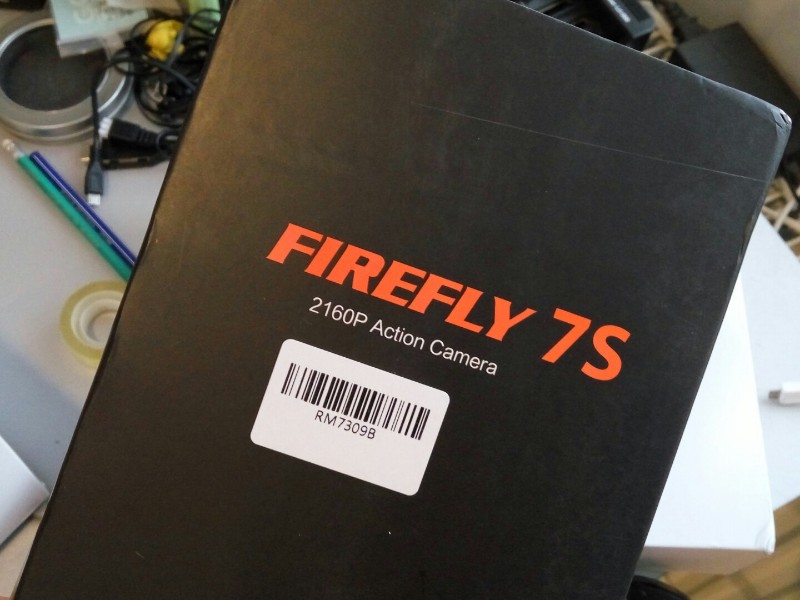 FIREFLY 7S
2160P Action Camera
RM7309B